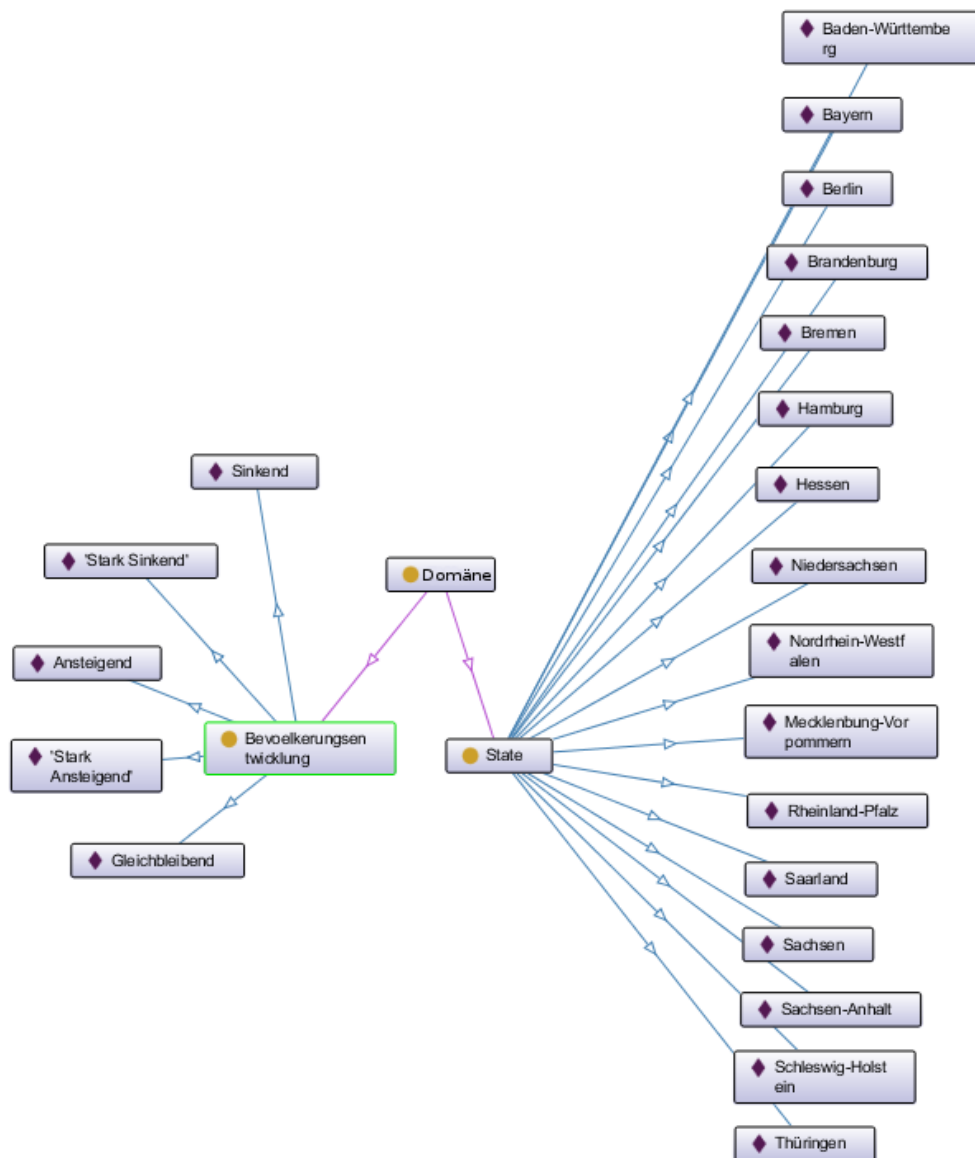 Baden-Württembe
rg
Bayern
Berlin
Brandenburg
Bremen
Hamburg
Hessen
Niedersachsen
Nordrhein-Westf
alen
Mecklenbung-Vor
pommern
Rheinland-Pfalz
Saarland
Sachsen
Sachsen-Anhalt
Schleswig-Holst
ein
Thüringen
Domäne
State
Bevoelkerungsen
twicklung
Sinkend
'Stark Sinkend'
Ansteigend
'Stark
Ansteigend'
Gleichbleibend